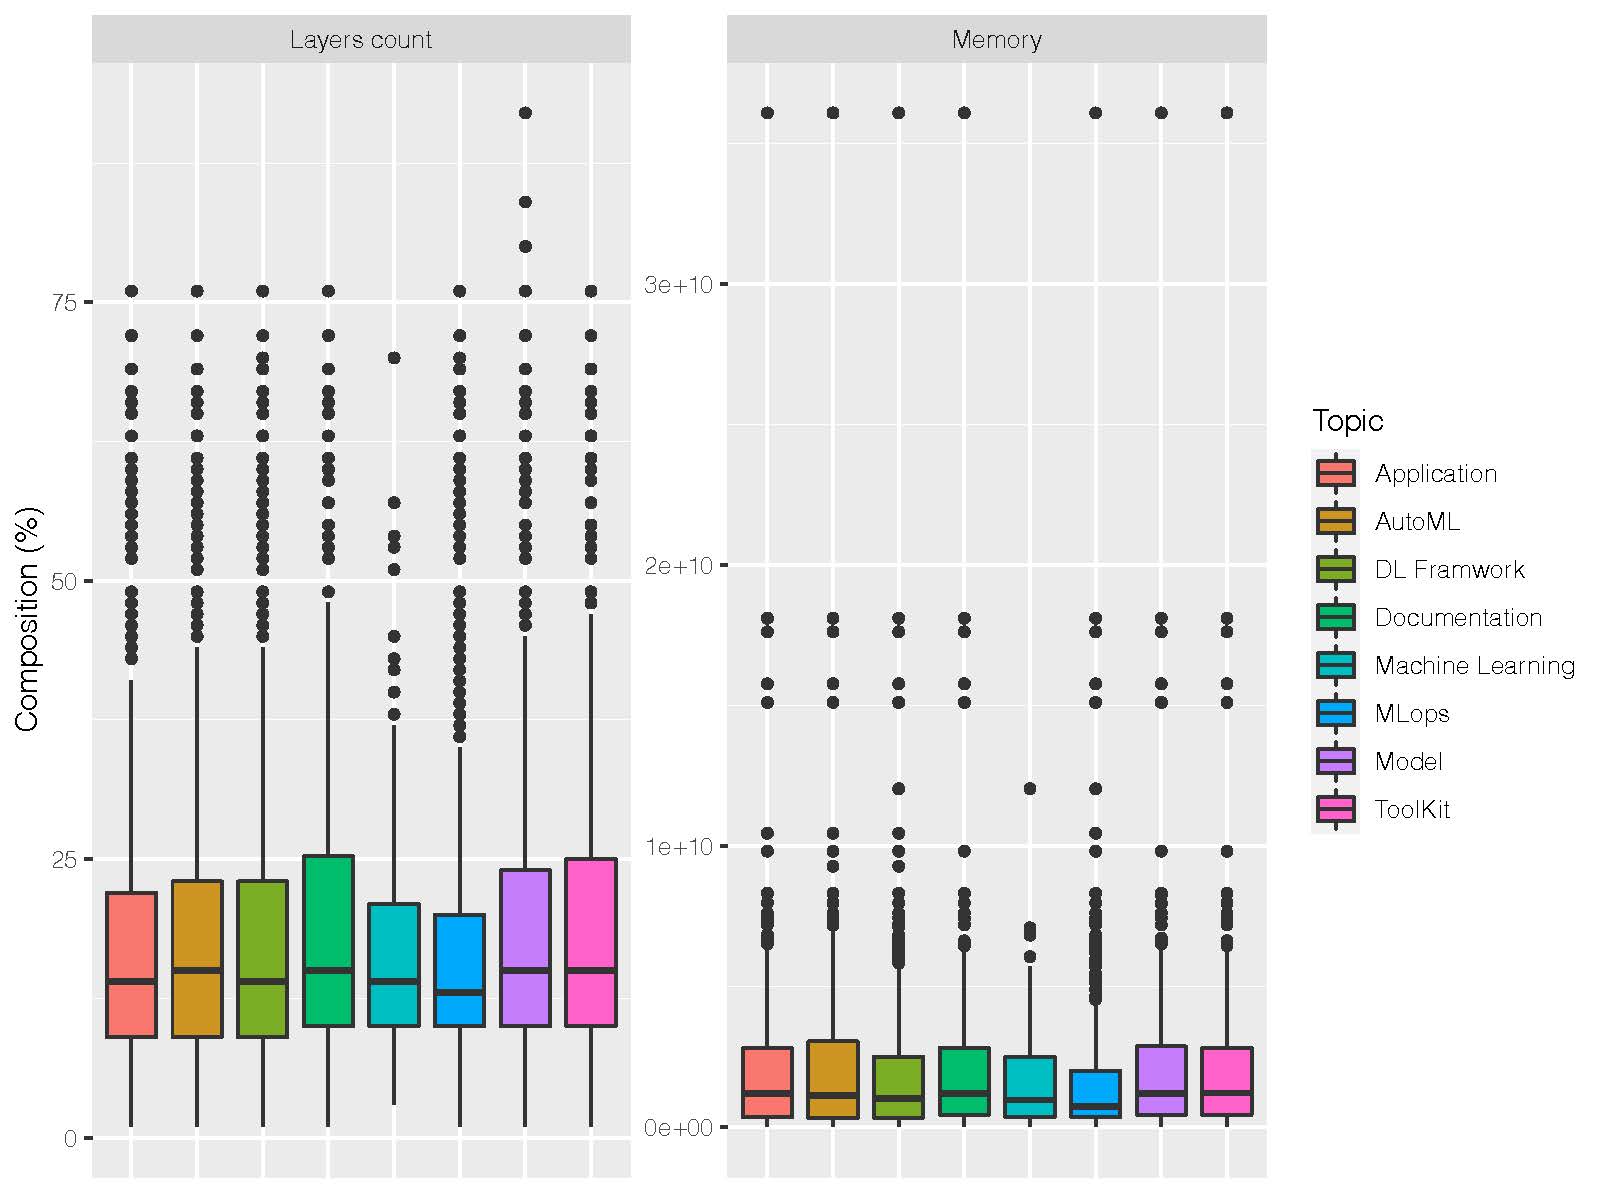 Layers count
Memory
Composition (%)
75
50
25
0
3e+10
2e+10
1e+10
0e+00
Topic
Application
AutoML
DL Framwork
Documentation
Machine Learning
MLops
Model
ToolKit